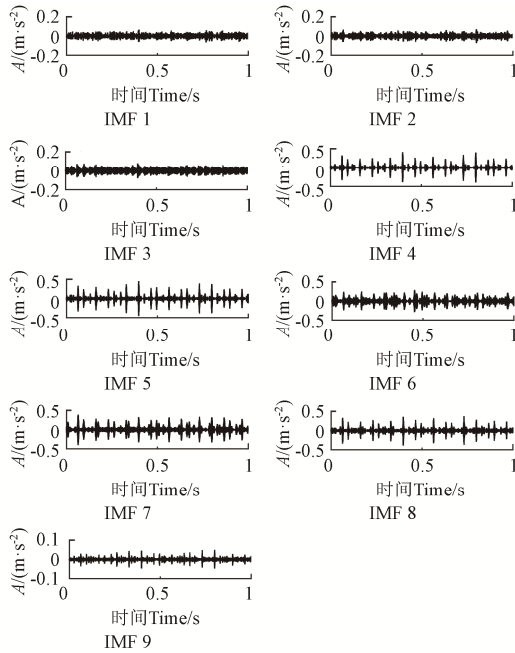 A/(m·s-2)
0.2
0
-0.2
0 0.5 1
时间Time/s
IMF 1
A/(m·s-2)
0.2
0
-0.2
0 0.5 1
时间Time/s
IMF 2
A/(m·s-2)
0.2
0
-0.2
0 0.5 1
时间Time/s
IMF 3
A/(m·s-2)
0.5
0
-0.5
0 0.5 1
时间Time/s
IMF 4
A/(m·s-2)
0.5
0
-0.5
0 0.5 1
时间Time/s
IMF 5
A/(m·s-2)
0.5
0
-0.5
0 0.5 1
时间Time/s
IMF 6
A/(m·s-2)
0.5
0
-0.5
0 0.5 1
时间Time/s
IMF 7
A/(m·s-2)
0.5
0
-0.5
0 0.5 1
时间Time/s
IMF 8
A/(m·s-2)
0.1
0
-0.1
0 0.5 1
时间Time/s
IMF 9